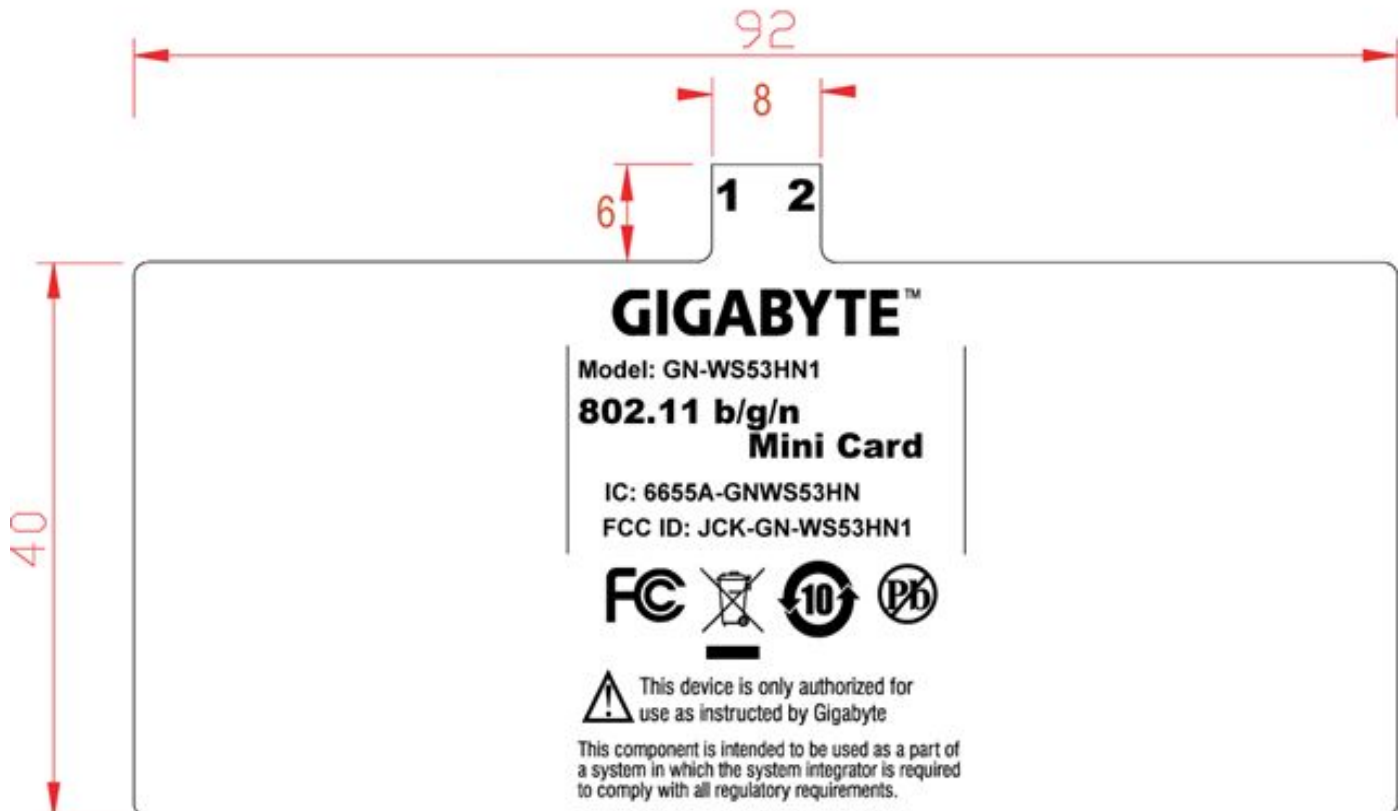 92
8
1 2
6
GIGABYTE™
Model: GN-WS53HN1
802.11 b/g/n
Mini Card
IC: 6655A-GNWS53HN
FCC ID: JCK-GN-WS53HN1
40
FC 10 Pb
This device is only authorized for
use as instructed by Gigabyte
This component is intended to be used as a part of
a system in which the system integrator is required
to comply with all regulatory requirements.